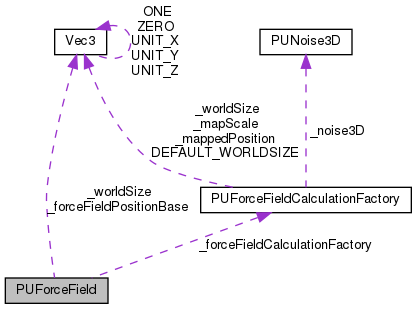 ONE
ZERO
UNIT_X
UNIT_Y
UNIT_Z
Vec3
PUNoise3D
_worldSize
_mapScale
_mappedPosition
DEFAULT_WORLDSIZE
_noise3D
_worldSize
_forceFieldPositionBase
PUForceFieldCalculationFactory
_forceFieldCalculationFactory
PUForceField